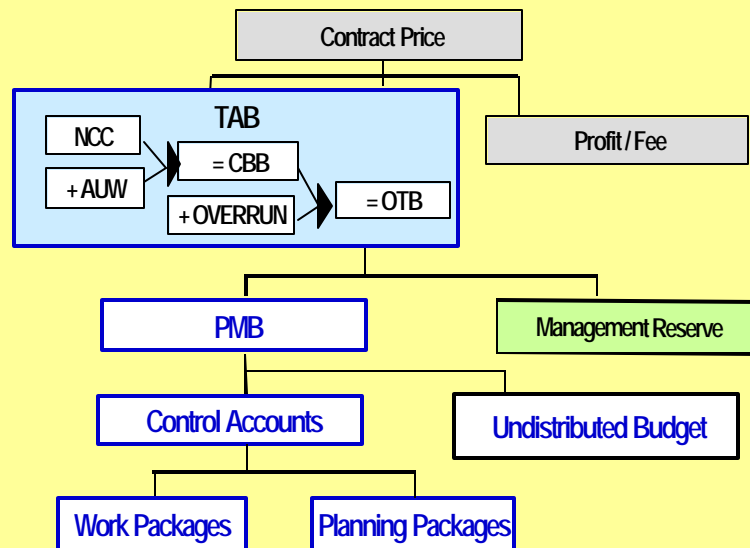 Contract Price
TAB
NCC
+ AUW
= CBB
+ OVERRUN
= OTB
Profit / Fee
PMB
Management Reserve
Control Accounts
Undistributed Budget
Work Packages
Planning Packages